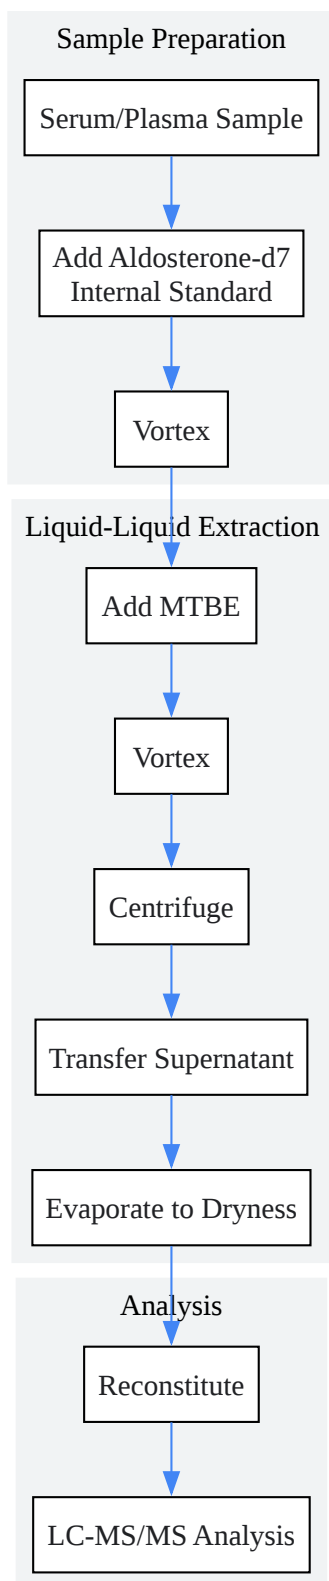 Sample Preparation
Serum/Plasma Sample
Add Aldosterone-d7
Internal Standard
Vortex
Liquid-Liquid Extraction
Add MTBE
Vortex
Centrifuge
Transfer Supernatant
Evaporate to Dryness
Analysis
Reconstitute
LC-MS/MS Analysis